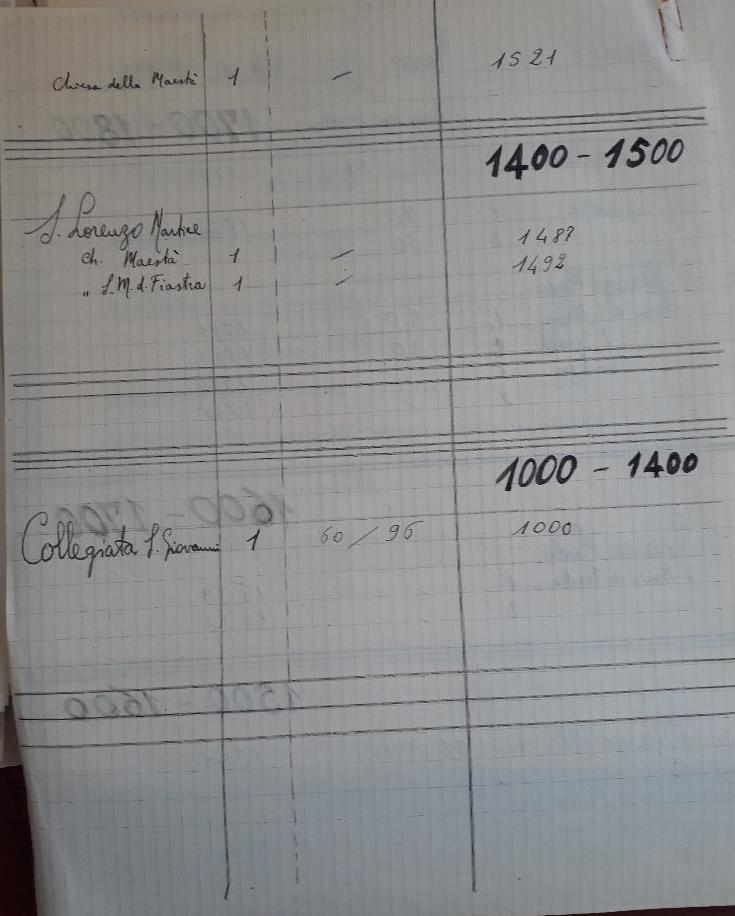 Chiesa della Maestà 1 — 1521
1400 - 1500
S. Lorenzo Martire
Ch. Maestà 1 — 1487
" S.M.d. Fiastra 1 — 1492
1000 - 1400
Collegiata S. Giovanni 1 60 / 96 1000